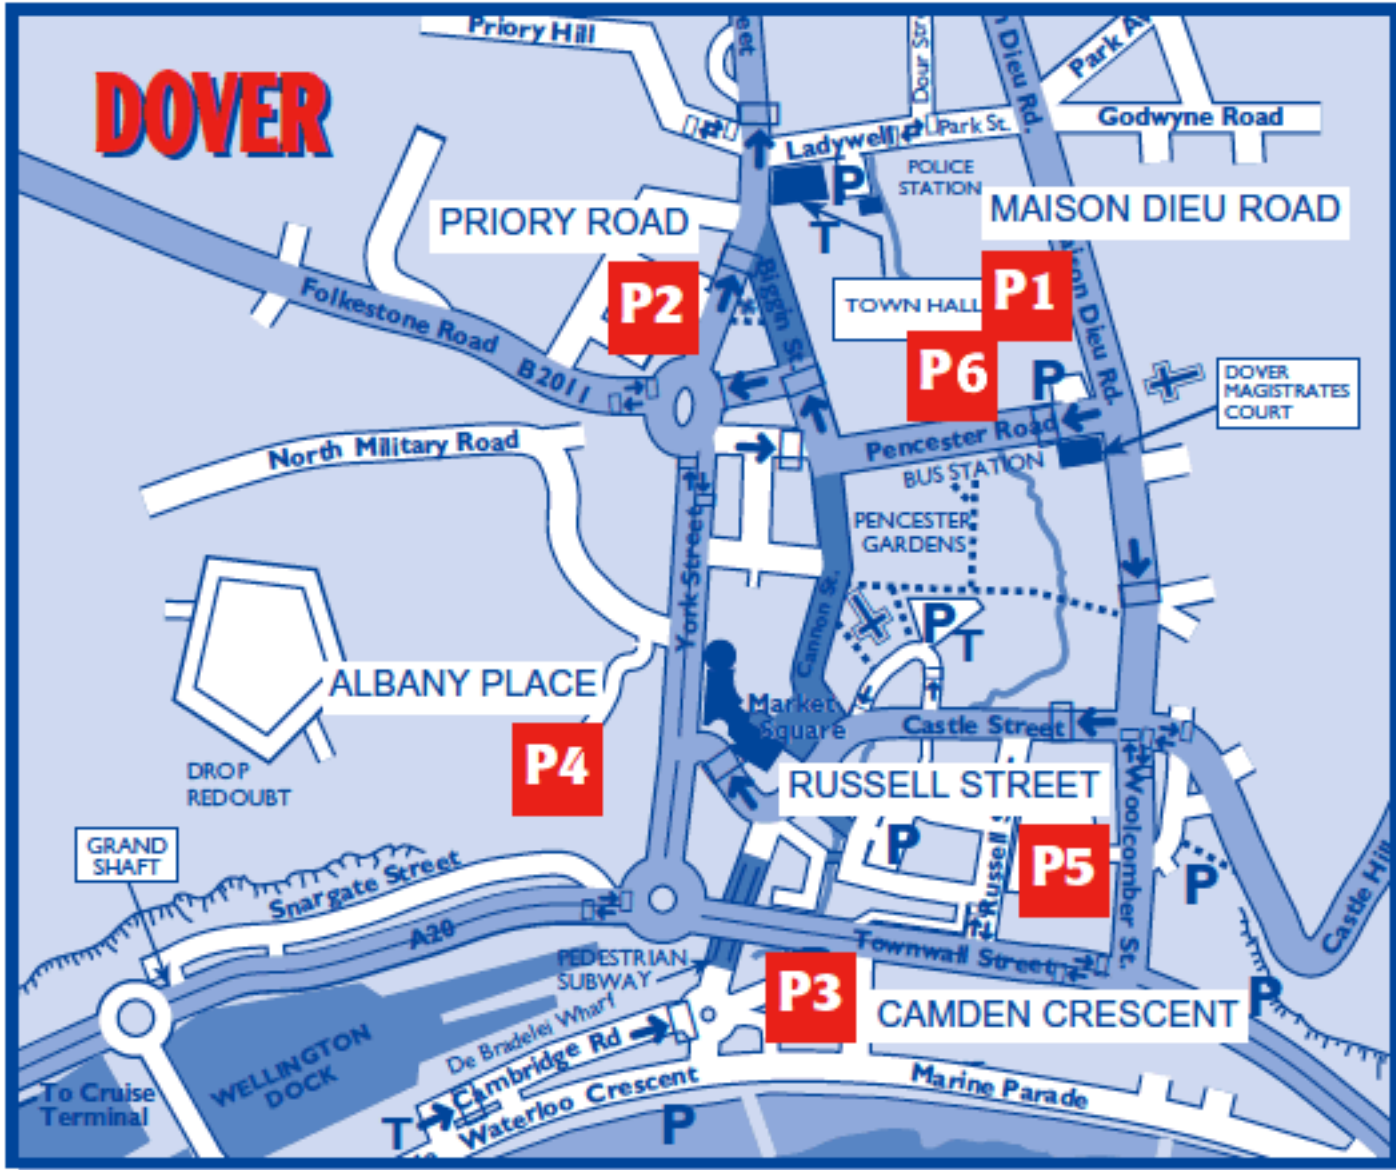 Priory Hill
eet
Dour Str
n Dieu Rd.
Park A
Godwyne Road
DOVER
Ladywell
Park St.
P
POLICE
STATION
PRIORY ROAD
MAISON DIEU ROAD
T
Biggin St.
TOWN HALL
P1
P2
aison Dieu Rd.
Folkestone Road
B2011
P6
P
DOVER
MAGISTRATES
COURT
North Military Road
Pencester Road
BUS STATION
PENCESTER
GARDENS
York Street
Cannon St.
P
T
ALBANY PLACE
Market
Square
Castle Street
P4
DROP
REDOUBT
RUSSELL STREET
Woolcomber St.
GRAND
SHAFT
P
P5
Russell S
P
Castle Hill
Snargate Street
A20
Townwall Street
PEDESTRIAN
SUBWAY
P3
CAMDEN CRESCENT
P
De Bradelei Wharf
WELLINGTON
DOCK
Cambridge Rd
To Cruise
Terminal
Waterloo Crescent
Marine Parade
T
P